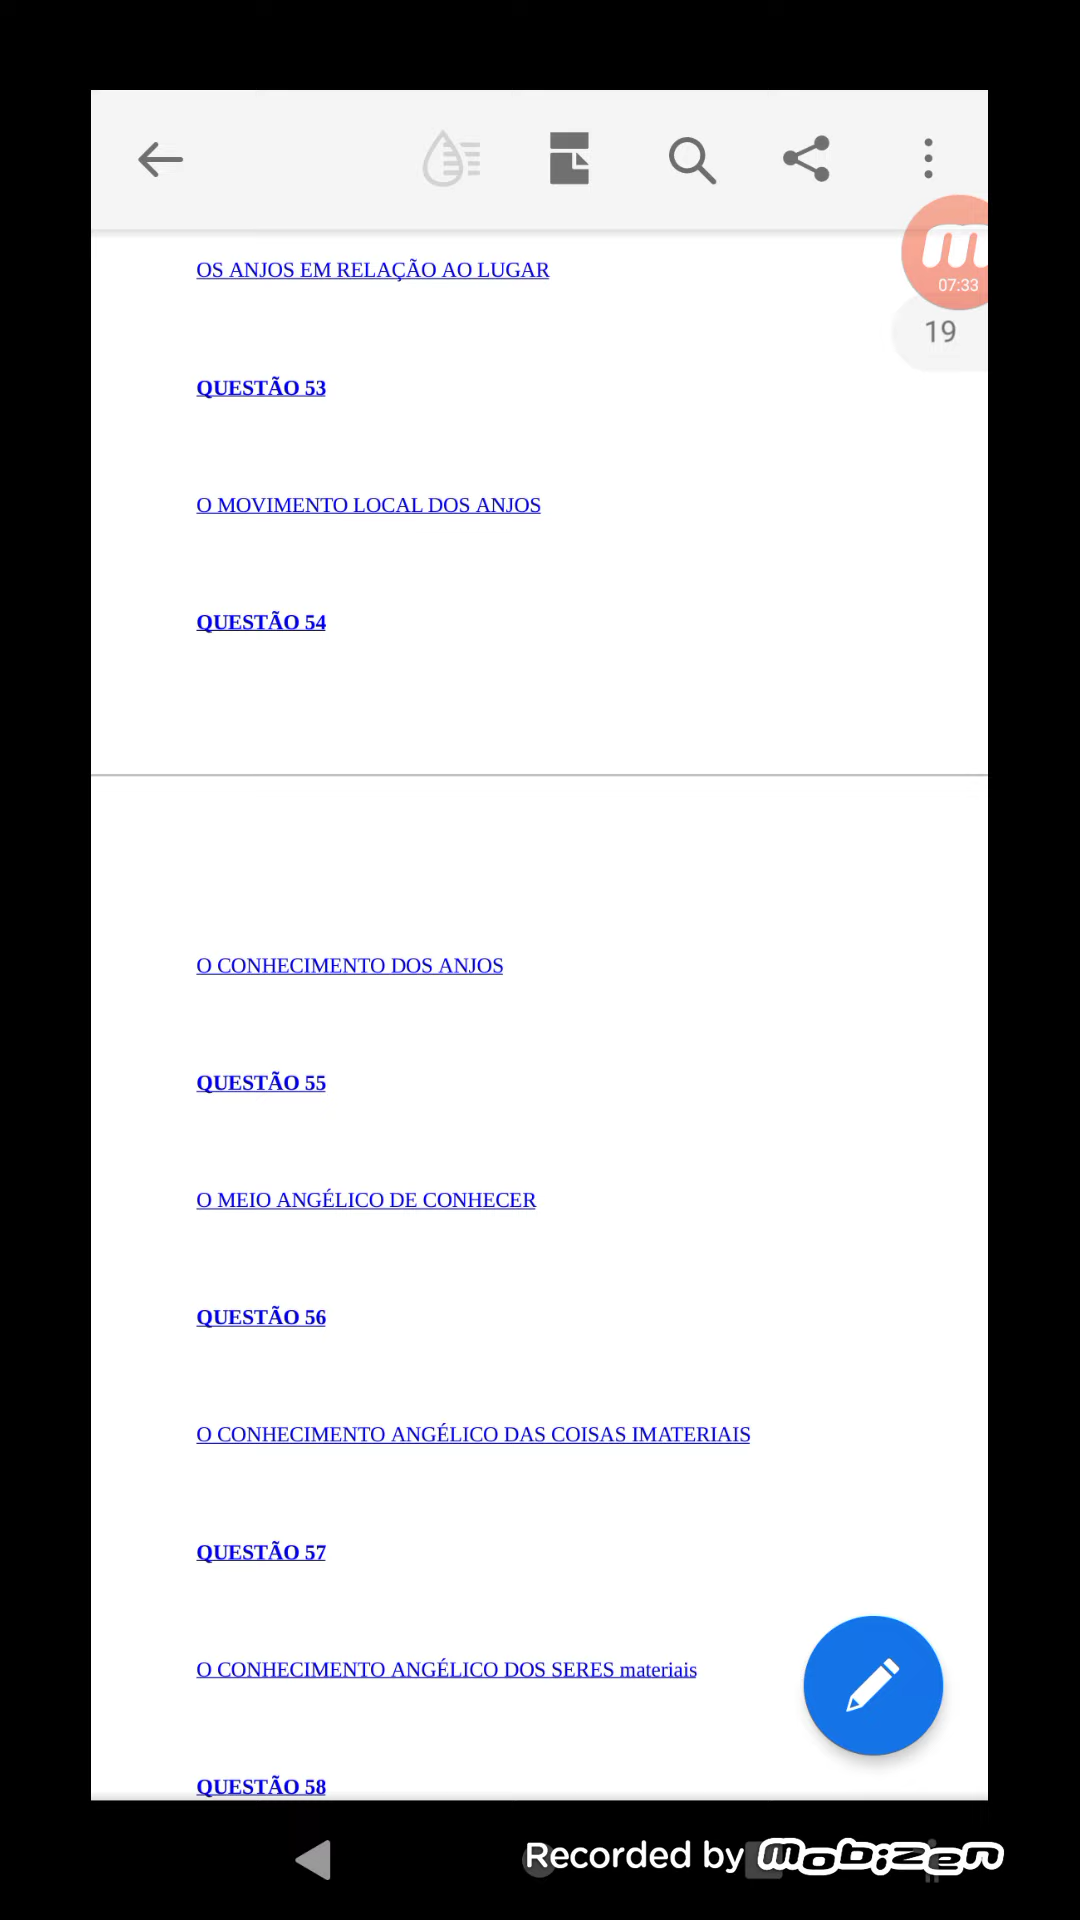 m
07:33
OS ANJOS EM RELAÇÃO AO LUGAR
19
QUESTÃO 53
O MOVIMENTO LOCAL DOS ANJOS
QUESTÃO 54
O CONHECIMENTO DOS ANJOS
QUESTÃO 55
O MEIO ANGÉLICO DE CONHECER
QUESTÃO 56
O CONHECIMENTO ANGÉLICO DAS COISAS IMATERIAIS
QUESTÃO 57
O CONHECIMENTO ANGÉLICO DOS SERES materiais
QUESTÃO 58
Recorded by mobizen